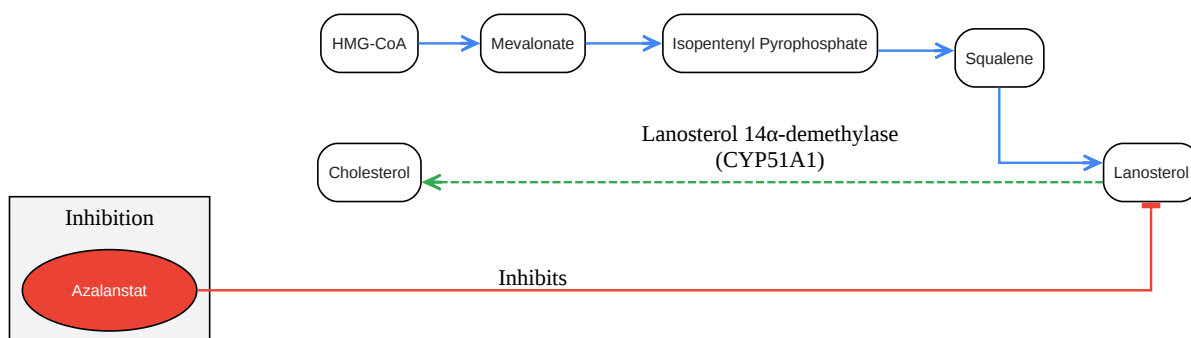 HMG-CoA
Mevalonate
Isopentenyl Pyrophosphate
Squalene
Lanosterol 14α-demethylase
(CYP51A1)
Cholesterol
Lanosterol
Inhibition
Azalanstat
Inhibits